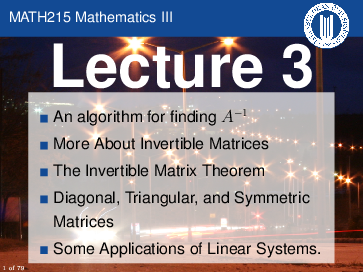 MATH215 Mathematics III
Lecture 3
■ An algorithm for finding A⁻¹
■ More About Invertible Matrices
■ The Invertible Matrix Theorem
■ Diagonal, Triangular, and Symmetric
Matrices
■ Some Applications of Linear Systems.
1 of 79